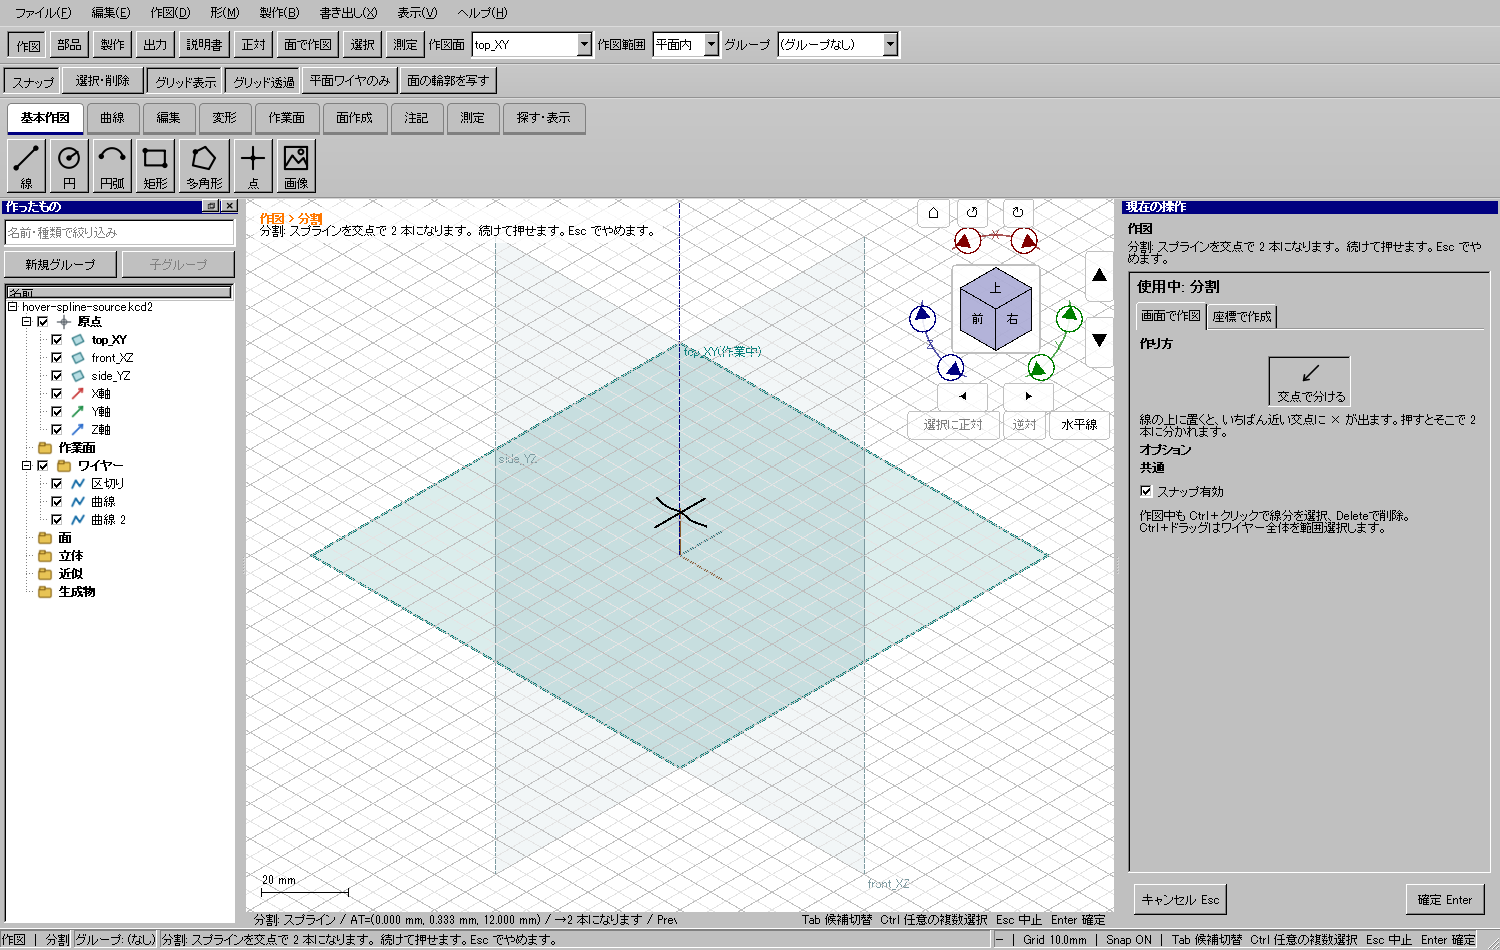 ファイル(F) 編集(E) 作図(D) 形(M) 製作(B) 書き出し(X) 表示(V) ヘルプ(H)
作図 部品 製作 出力 説明書 正対 面で作図 選択 測定 作図面 top_XY 作図範囲 平面内 グループ (グループなし)
スナップ 選択・削除 グリッド表示 グリッド透過 平面ワイヤのみ 面の輪郭を写す
基本作図 曲線 編集 変形 作業面 面作成 注記 測定 探す・表示
線 円 円弧 矩形 多角形 点 画像
作ったもの
名前・種類で絞り込み
新規グループ 子グループ
名前
hover-spline-source.kcd2
原点
top_XY
front_XZ
side_YZ
X軸
Y軸
Z軸
作業面
ワイヤー
区切り
曲線
曲線 2
面
立体
近似
生成物
作図 > 分割
分割: スプラインを交点で 2 本になります。 続けて押せます。Esc でやめます。
top_XY(作業中)
side_YZ
front_XZ
X
Z
上
前 右
選択に正対 逆対 水平線
20 mm
分割: スプライン / AT=(0.000 mm, 0.333 mm, 12.000 mm) / →2 本になります / Prev
Tab 候補切替 Ctrl 任意の複数選択 Esc 中止 Enter 確定
現在の操作
作図
分割: スプラインを交点で 2 本になります。 続けて押せます。Esc でや
めます。
使用中: 分割
画面で作図 座標で作成
作り方
交点で分ける
線の上に置くと、いちばん近い交点に × が出ます。押すとそこで 2
本に分かれます。
オプション
共通
スナップ有効
作図中も Ctrl＋クリックで線分を選択、Deleteで削除。
Ctrl＋ドラッグはワイヤー全体を範囲選択します。
キャンセル Esc 確定 Enter
作図 | 分割 グループ: (なし) 分割: スプラインを交点で 2 本になります。 続けて押せます。Esc でやめます。
— | Grid 10.0mm | Snap ON | Tab 候補切替 Ctrl 任意の複数選択 Esc 中止 Enter 確定